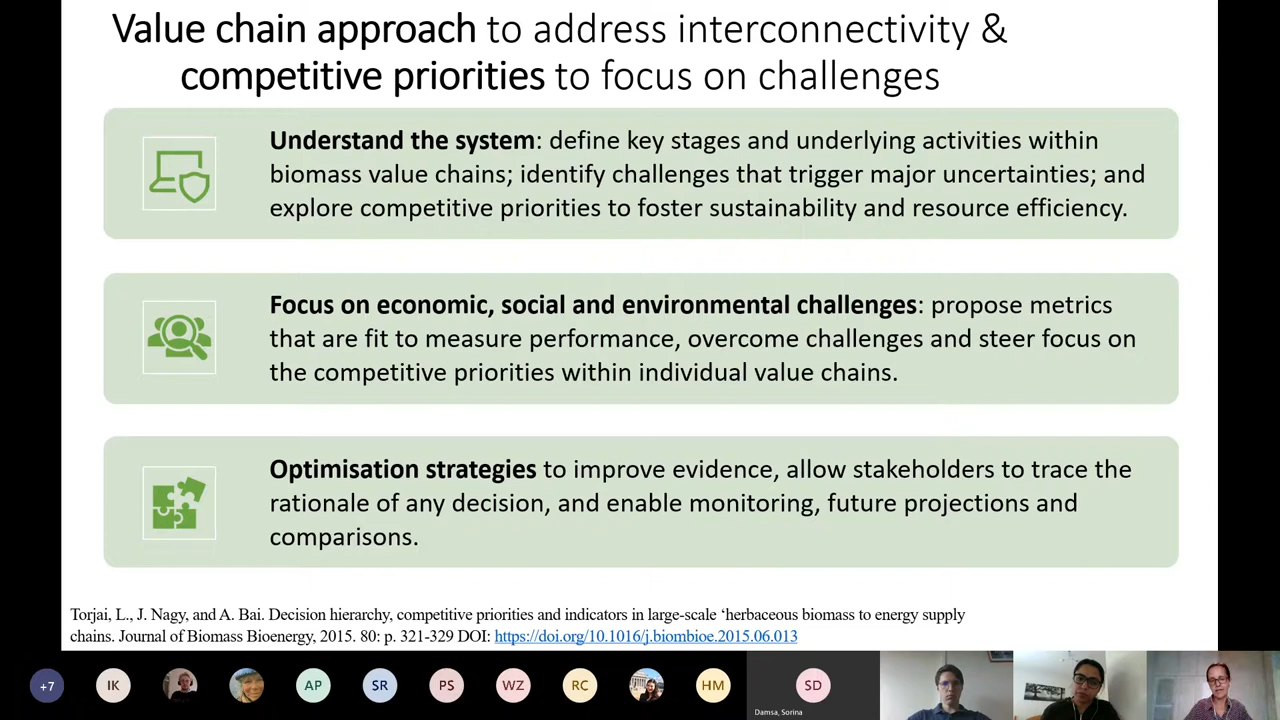 Value chain approach to address interconnectivity &
competitive priorities to focus on challenges
Understand the system: define key stages and underlying activities within
biomass value chains; identify challenges that trigger major uncertainties; and
explore competitive priorities to foster sustainability and resource efficiency.
Focus on economic, social and environmental challenges: propose metrics
that are fit to measure performance, overcome challenges and steer focus on
the competitive priorities within individual value chains.
Optimisation strategies to improve evidence, allow stakeholders to trace the
rationale of any decision, and enable monitoring, future projections and
comparisons.
Torjai, L., J. Nagy, and A. Bai. Decision hierarchy, competitive priorities and indicators in large-scale ‘herbaceous biomass to energy supply
chains. Journal of Biomass Bioenergy, 2015. 80: p. 321-329 DOI: https://doi.org/10.1016/j.biombioe.2015.06.013
+7 IK AP SR PS WZ RC HM SD
Damsa, Sorina